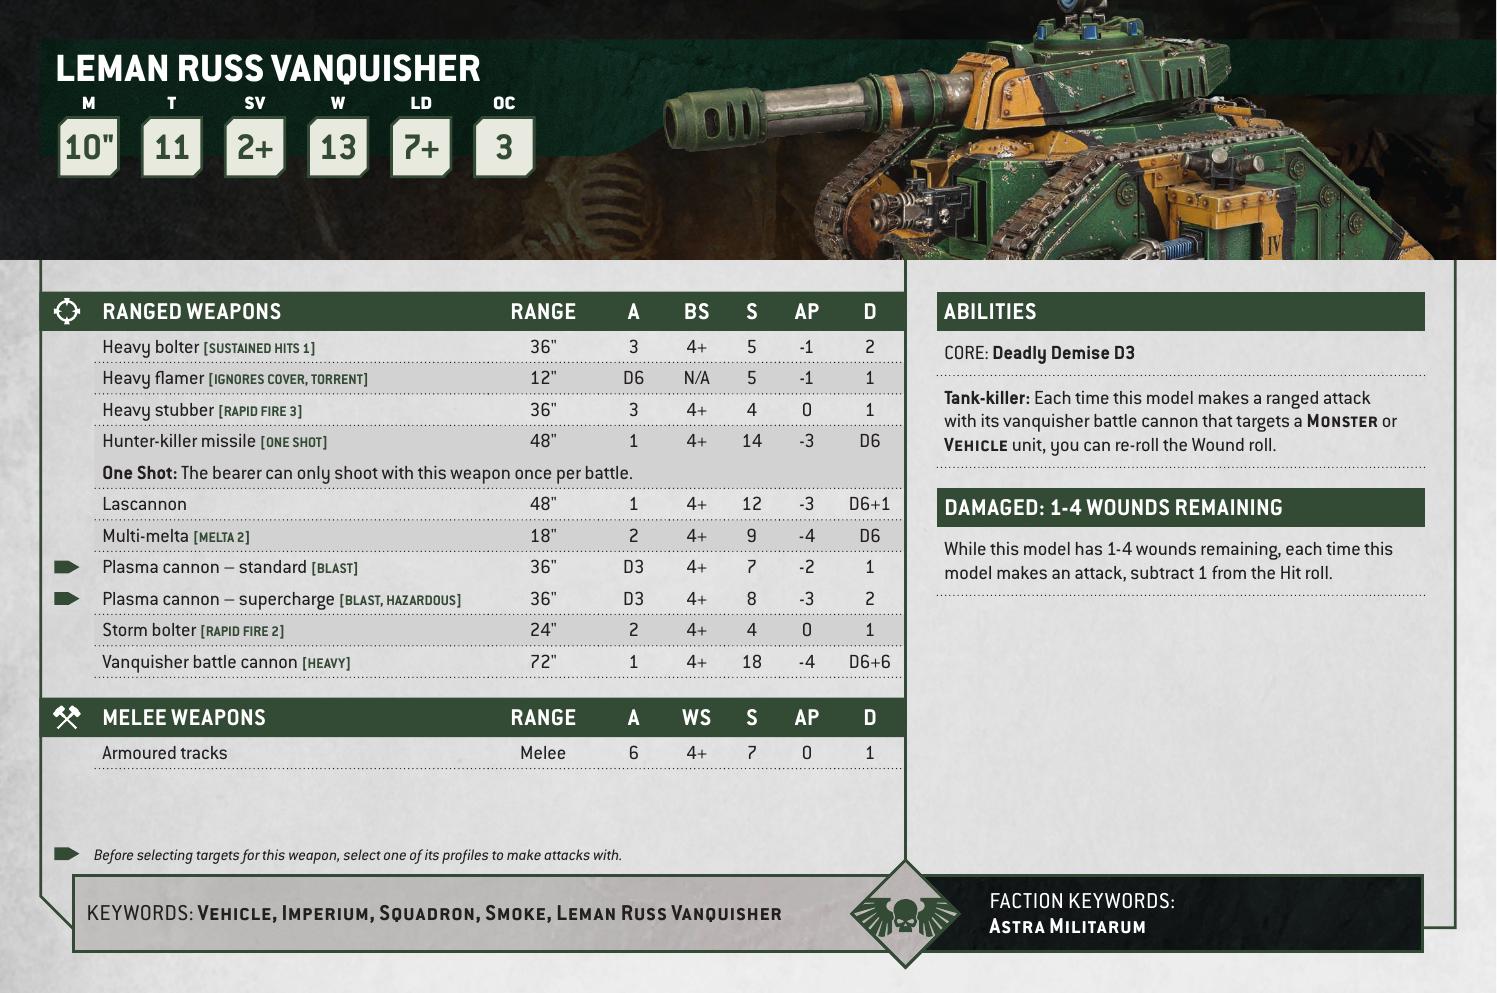 LEMAN RUSS VANQUISHER
M T SV W LD OC
10" 11 2+ 13 7+ 3
IV
RANGED WEAPONS RANGE A BS S AP D
Heavy bolter [SUSTAINED HITS 1] 36" 3 4+ 5 -1 2
Heavy flamer [IGNORES COVER, TORRENT] 12" D6 N/A 5 -1 1
Heavy stubber [RAPID FIRE 3] 36" 3 4+ 4 0 1
Hunter-killer missile [ONE SHOT] 48" 1 4+ 14 -3 D6
One Shot: The bearer can only shoot with this weapon once per battle.
Lascannon 48" 1 4+ 12 -3 D6+1
Multi-melta [MELTA 2] 18" 2 4+ 9 -4 D6
Plasma cannon – standard [BLAST] 36" D3 4+ 7 -2 1
Plasma cannon – supercharge [BLAST, HAZARDOUS] 36" D3 4+ 8 -3 2
Storm bolter [RAPID FIRE 2] 24" 2 4+ 4 0 1
Vanquisher battle cannon [HEAVY] 72" 1 4+ 18 -4 D6+6
MELEE WEAPONS RANGE A WS S AP D
Armoured tracks Melee 6 4+ 7 0 1
Before selecting targets for this weapon, select one of its profiles to make attacks with.
ABILITIES
CORE: Deadly Demise D3
Tank-killer: Each time this model makes a ranged attack
with its vanquisher battle cannon that targets a MONSTER or
VEHICLE unit, you can re-roll the Wound roll.
DAMAGED: 1-4 WOUNDS REMAINING
While this model has 1-4 wounds remaining, each time this
model makes an attack, subtract 1 from the Hit roll.
KEYWORDS: VEHICLE, IMPERIUM, SQUADRON, SMOKE, LEMAN RUSS VANQUISHER
FACTION KEYWORDS:
ASTRA MILITARUM